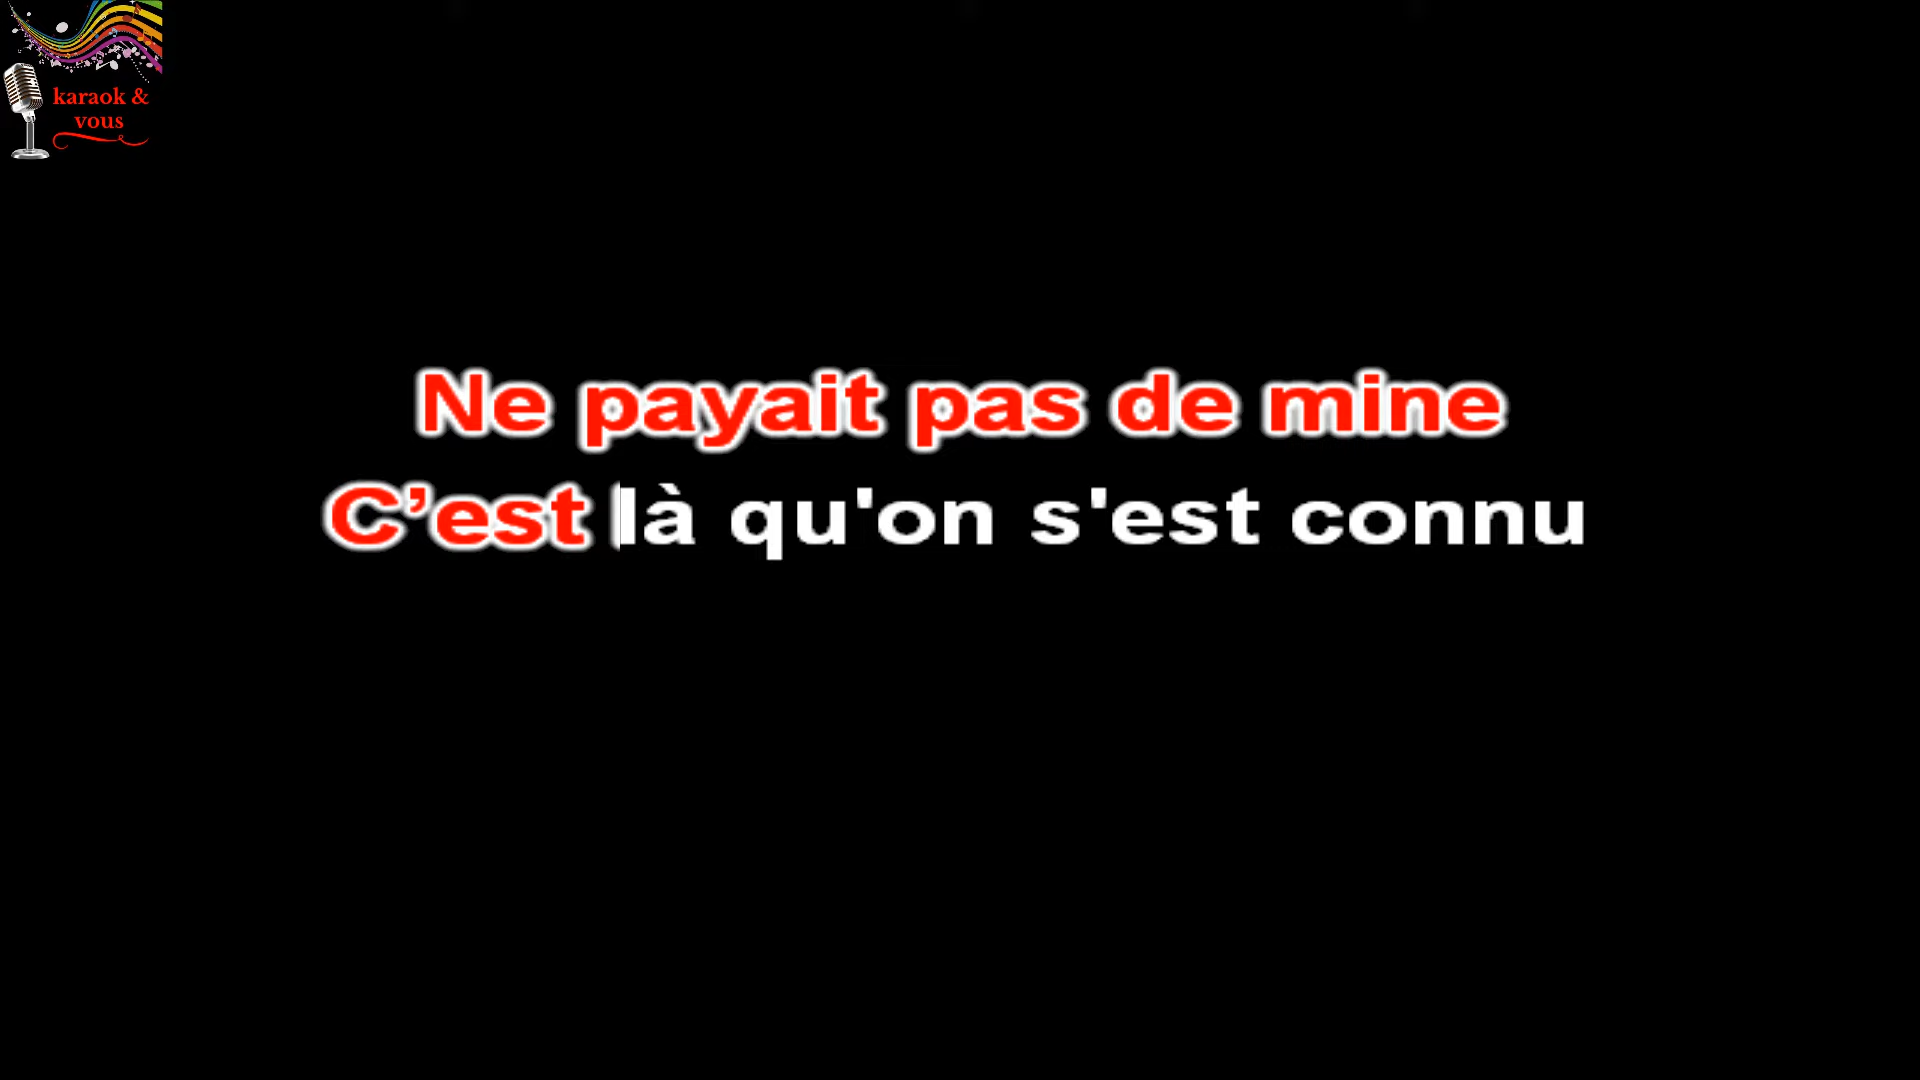 karaok &
vous
Ne payait pas de mine
C’est là qu'on s'est connu